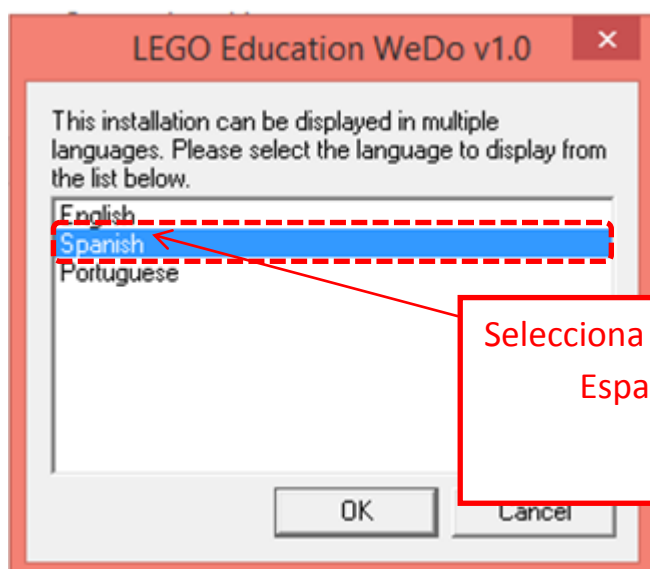 LEGO Education WeDo v1.0
This installation can be displayed in multiple
languages. Please select the language to display from
the list below.
English
Spanish
Portuguese
Selecciona
Espa
OK
Cancel